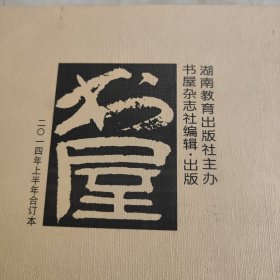 湖南教育出版社主办
书屋杂志社编辑·出版
书屋
二〇一四年上半年合订本